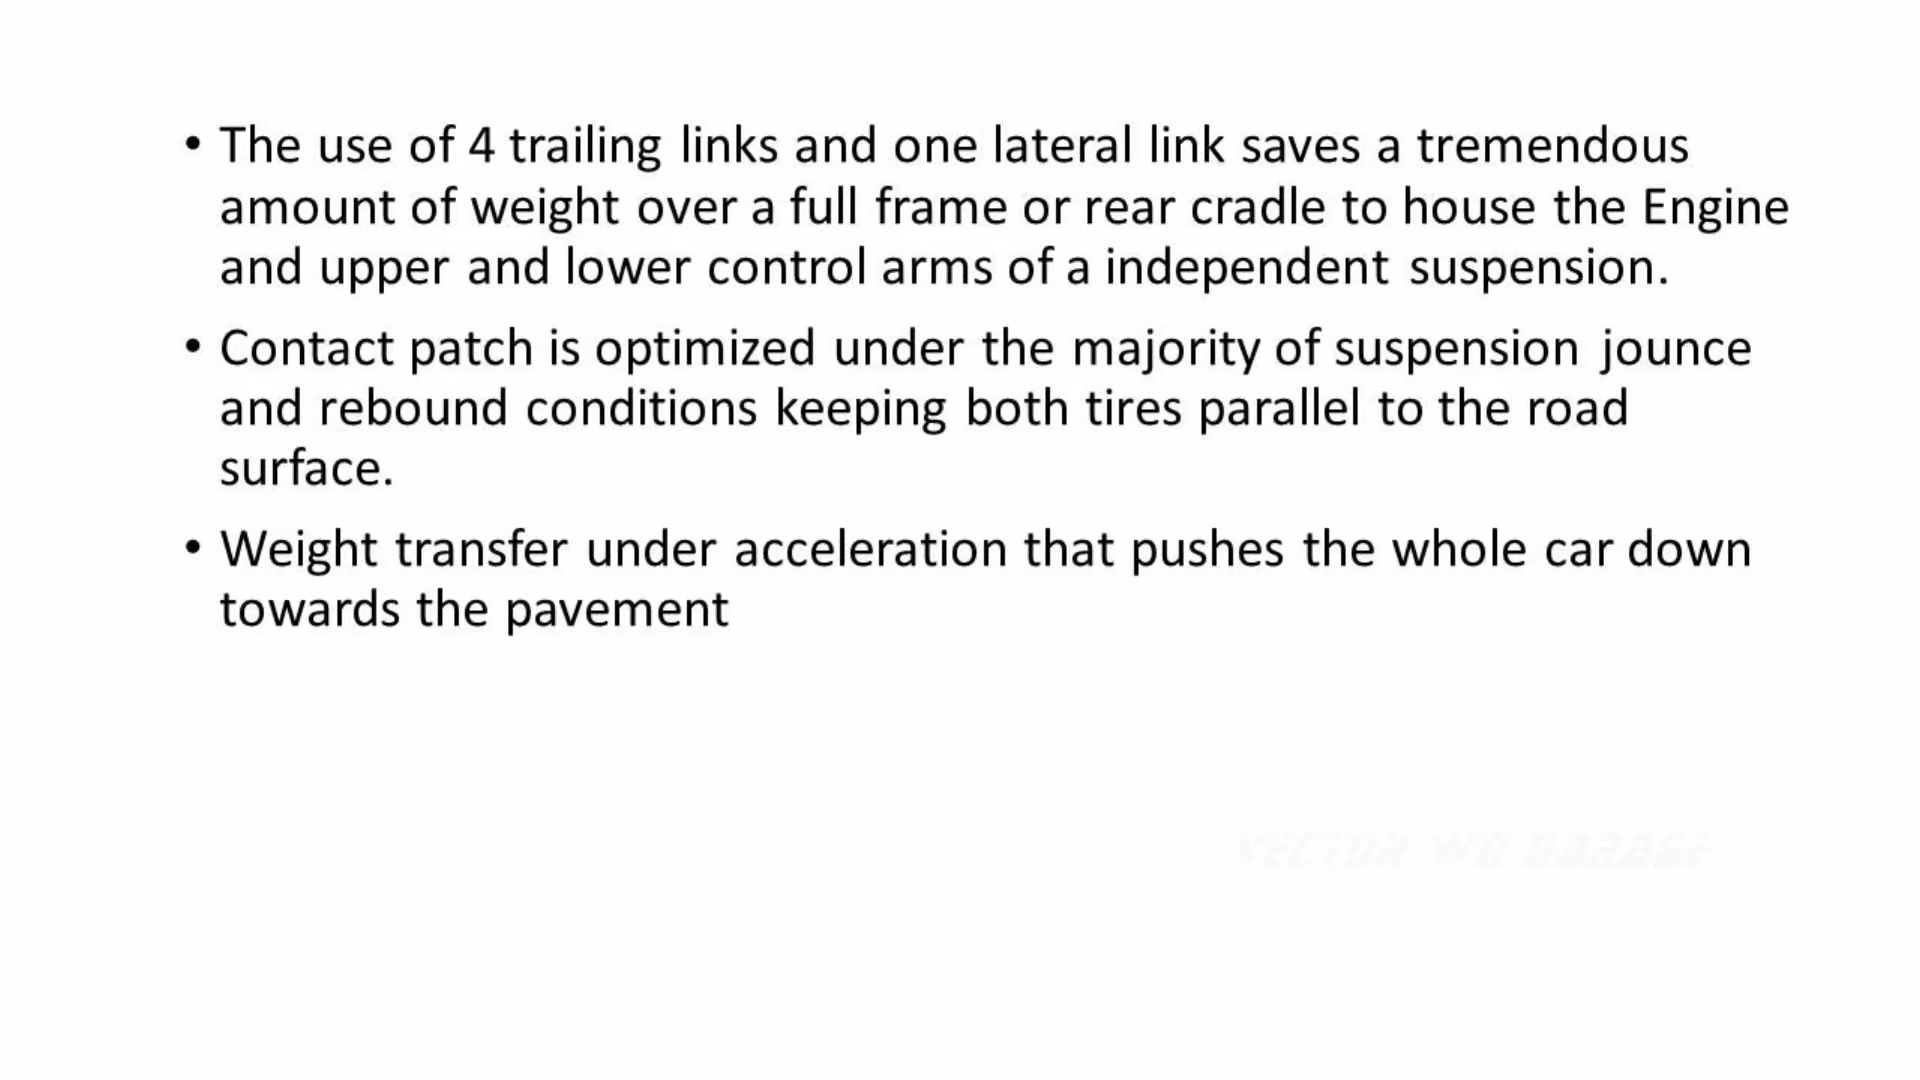 • The use of 4 trailing links and one lateral link saves a tremendous
amount of weight over a full frame or rear cradle to house the Engine
and upper and lower control arms of a independent suspension.
• Contact patch is optimized under the majority of suspension jounce
and rebound conditions keeping both tires parallel to the road
surface.
• Weight transfer under acceleration that pushes the whole car down
towards the pavement
VECTOR W8 GARAGE